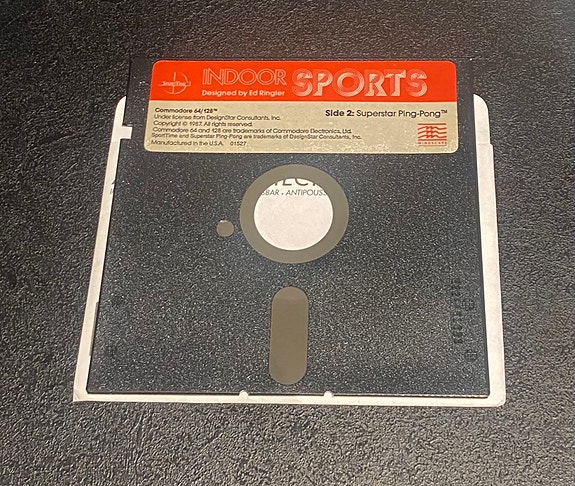 INDOOR SPORTS
Designed by Ed Ringler
Commodore 64/128™
Under license from DesignStar Consultants, Inc.
Copyright © 1987. All rights reserved.
Commodore 64 and 128 are trademarks of Commodore Electronics, Ltd.
SportTime and Superstar Ping-Pong are trademarks of DesignStar Consultants, Inc.
Manufactured in the U.S.A. 01527
Side 2: Superstar Ping-Pong™
MINDSCAPE